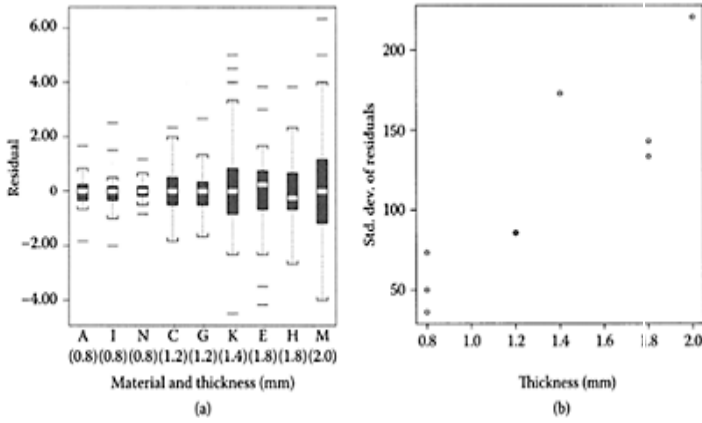 6.00
4.00
2.00
0
−2.00
−4.00
Residual
A I N C G K E H M
(0.8)(0.8)(0.8)(1.2)(1.2)(1.4)(1.8)(1.8)(2.0)
Material and thickness (mm)
(a)
200
150
100
50
Std. dev. of residuals
0.8 1.0 1.2 1.4 1.6 1.8 2.0
Thickness (mm)
(b)